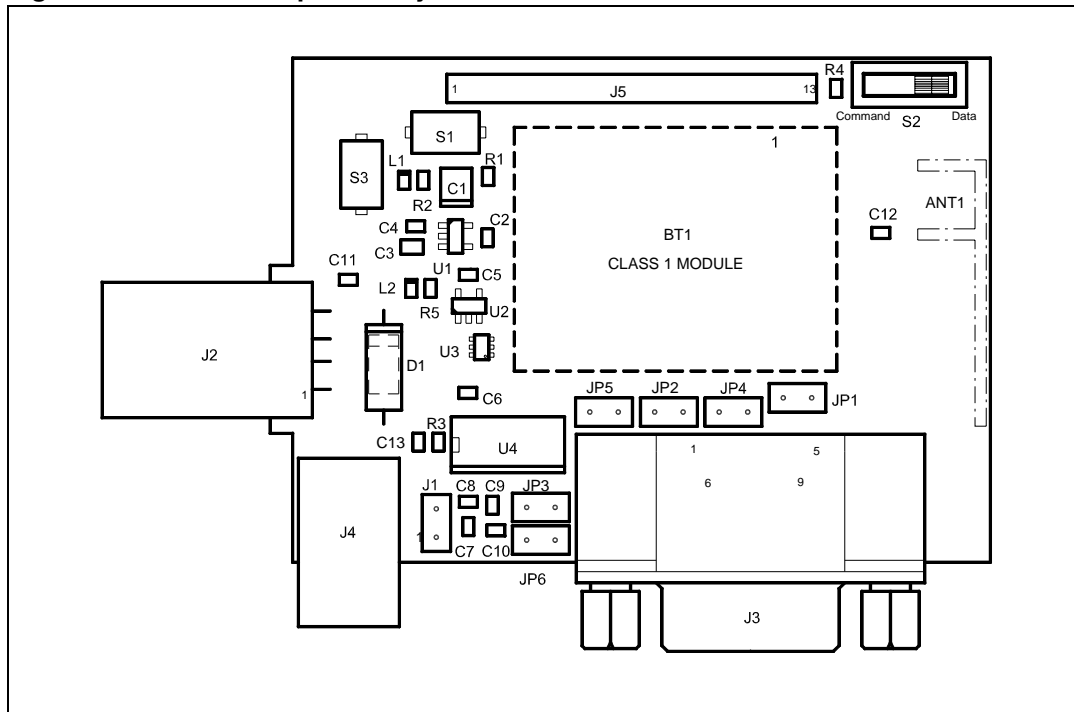 R4
1 J5 13
Command S2 Data
S1
1
L1 R1
S3 C1
R2
ANT1
C4 C2 C12
BT1
C3
CLASS 1 MODULE
C11 U1 C5
L2
R5 U2
J2 U3
D1
1
JP5 JP2 JP4 JP1
C6
R3
C13 U4
1 5
6 9
J1 C8 C9 JP3
J4 1
C7 C10
JP6
J3